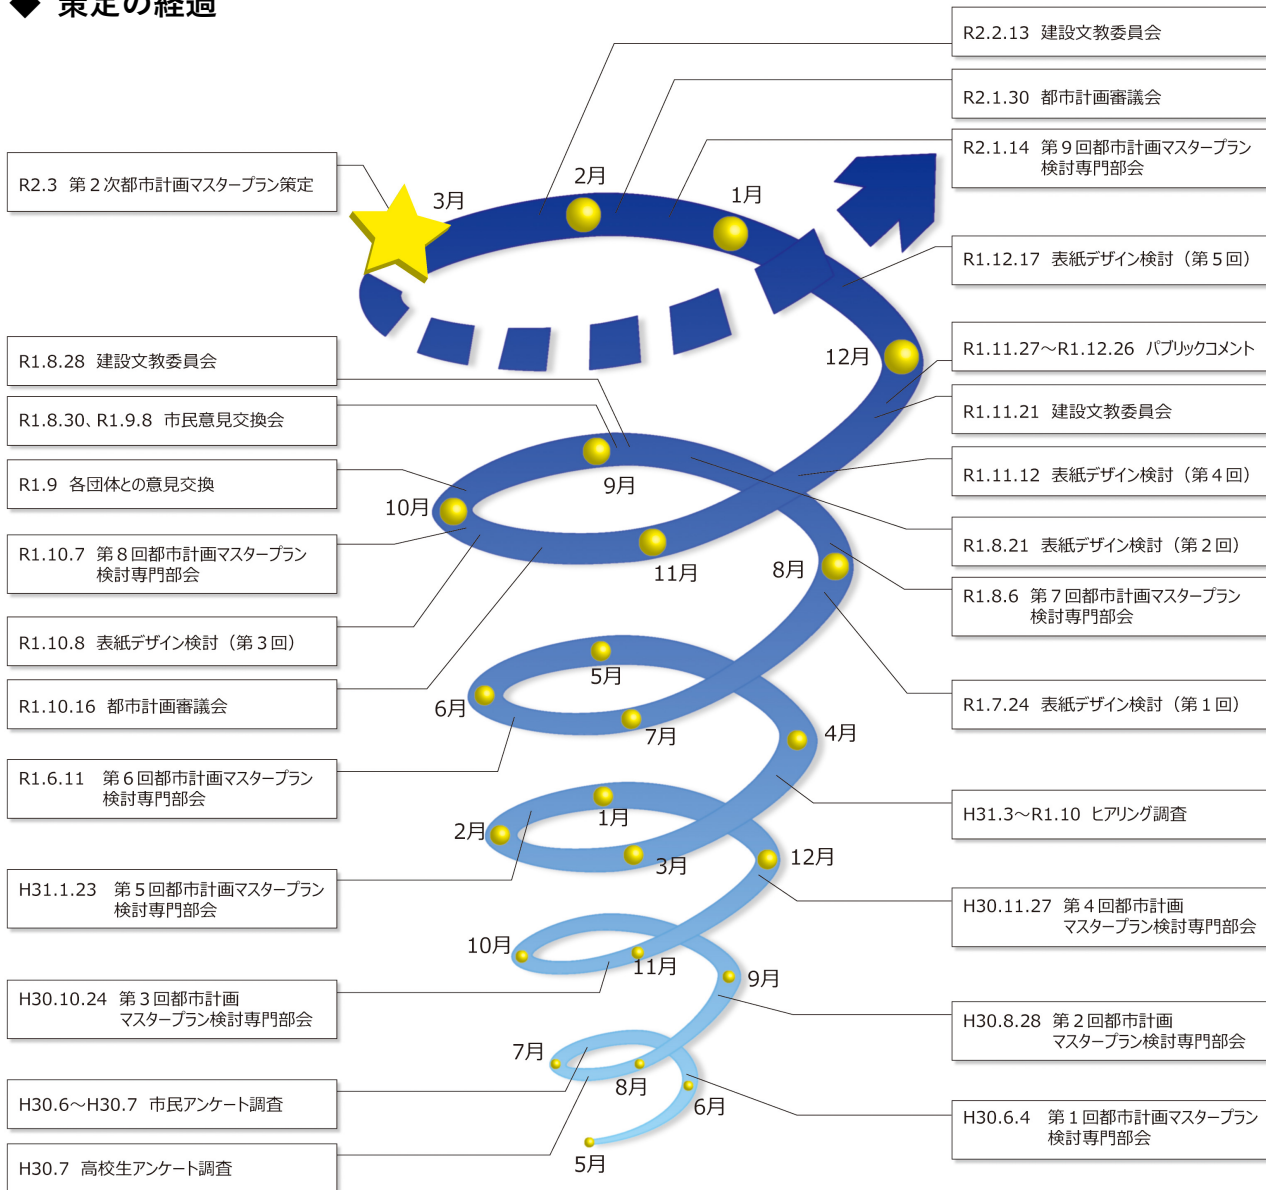 ◆ 策定の経過
R2.2.13 建設文教委員会
R2.1.30 都市計画審議会
R2.1.14 第9回都市計画マスタープラン
検討専門部会
R2.3 第2次都市計画マスタープラン策定
3月
2月
1月
R1.12.17 表紙デザイン検討（第5回）
12月
R1.11.27～R1.12.26 パブリックコメント
R1.11.21 建設文教委員会
R1.11.12 表紙デザイン検討（第4回）
R1.8.28 建設文教委員会
R1.8.30、R1.9.8 市民意見交換会
R1.9 各団体との意見交換
9月
10月
11月
8月
R1.8.21 表紙デザイン検討（第2回）
R1.8.6 第7回都市計画マスタープラン
検討専門部会
R1.10.7 第8回都市計画マスタープラン
検討専門部会
R1.10.8 表紙デザイン検討（第3回）
R1.10.16 都市計画審議会
5月
6月
7月
4月
R1.7.24 表紙デザイン検討（第1回）
R1.6.11 第6回都市計画マスタープラン
検討専門部会
H31.3～R1.10 ヒアリング調査
1月
2月
3月
12月
H31.1.23 第5回都市計画マスタープラン
検討専門部会
H30.11.27 第4回都市計画
マスタープラン検討専門部会
10月
11月
9月
H30.10.24 第3回都市計画
マスタープラン検討専門部会
H30.8.28 第2回都市計画
マスタープラン検討専門部会
7月
8月
6月
5月
H30.6～H30.7 市民アンケート調査
H30.6.4 第1回都市計画マスタープラン
検討専門部会
H30.7 高校生アンケート調査